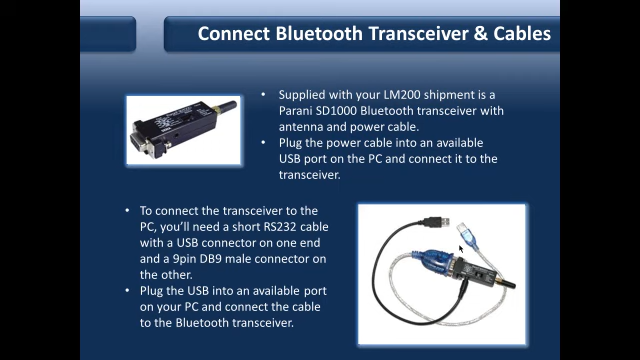 Connect Bluetooth Transceiver & Cables
• Supplied with your LM200 shipment is a
Parani SD1000 Bluetooth transceiver with
antenna and power cable.
• Plug the power cable into an available
USB port on the PC and connect it to the
transceiver.
• To connect the transceiver to the
PC, you'll need a short RS232 cable
with a USB connector on one end
and a 9pin DB9 male connector on
the other.
• Plug the USB into an available port
on your PC and connect the cable
to the Bluetooth transceiver.